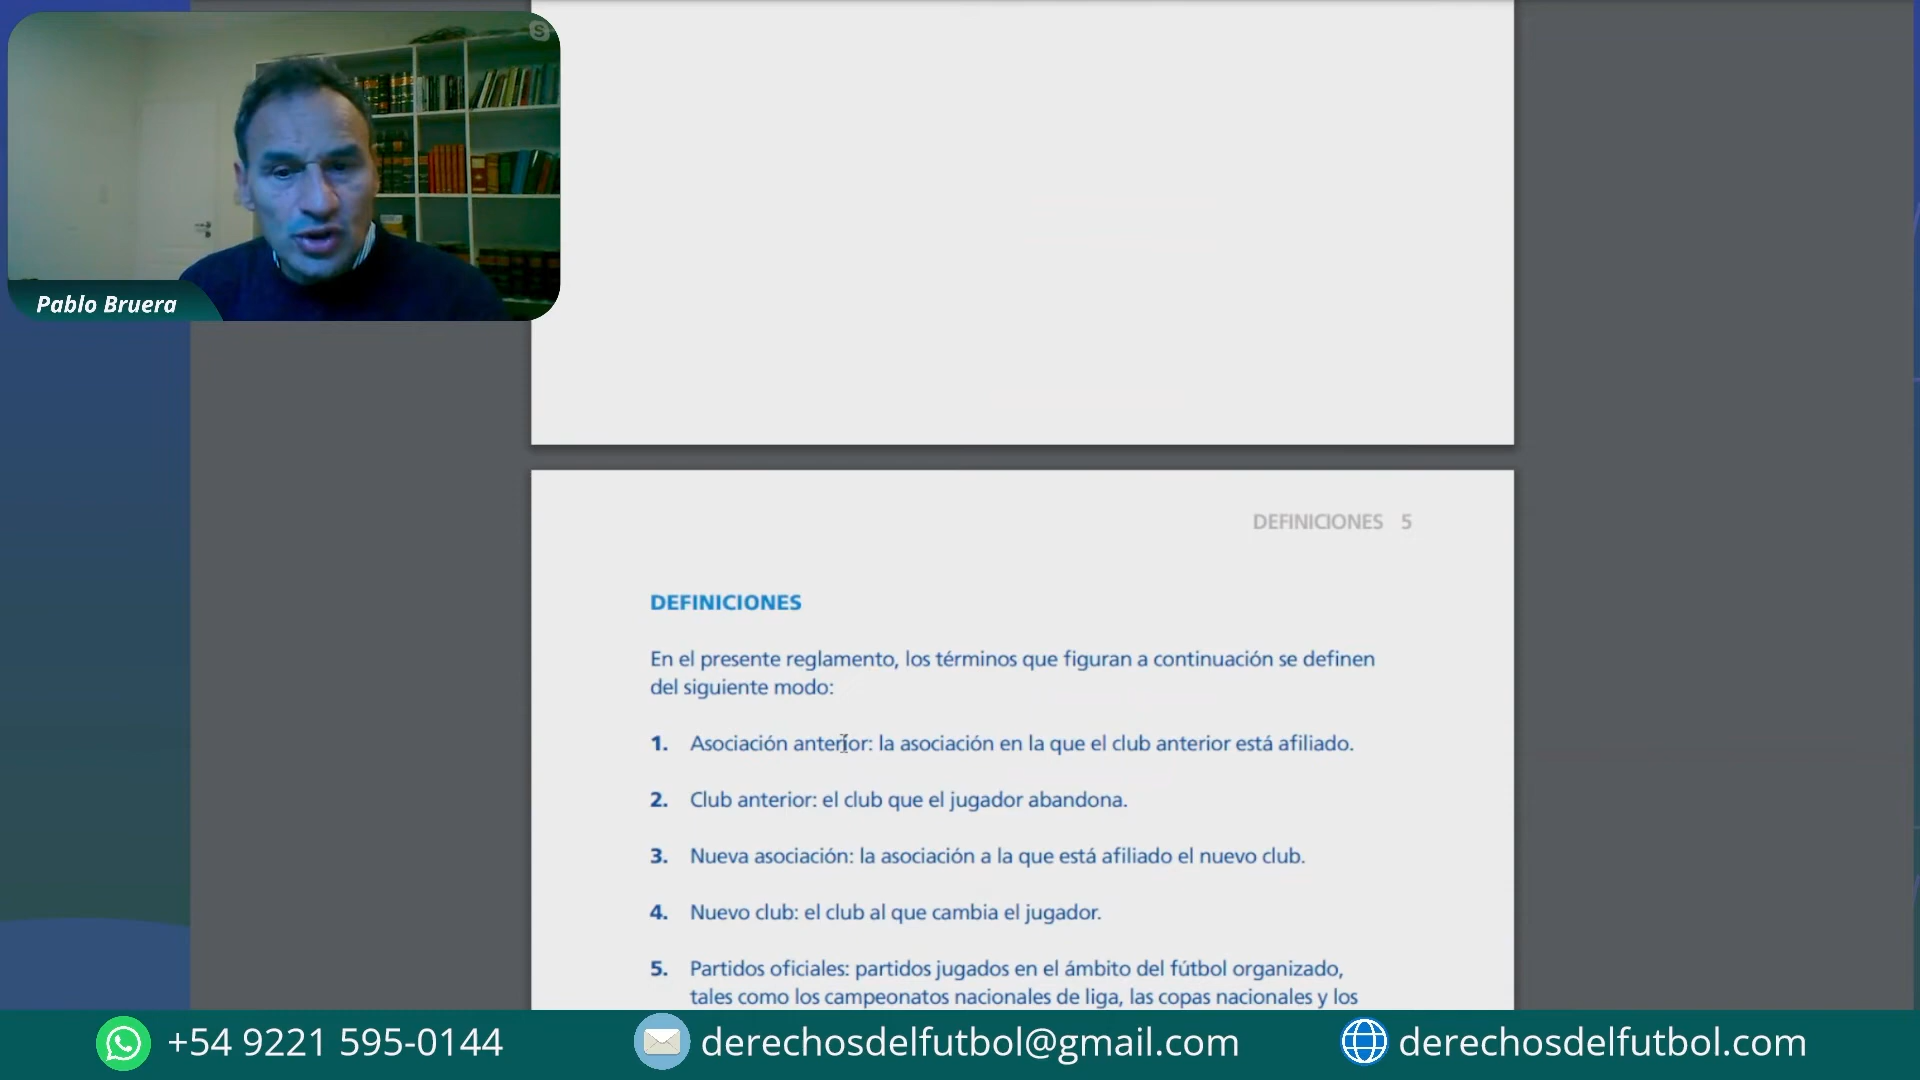 Pablo Bruera
DEFINICIONES 5
DEFINICIONES
En el presente reglamento, los términos que figuran a continuación se definen
del siguiente modo:
1. Asociación anterior: la asociación en la que el club anterior está afiliado.
2. Club anterior: el club que el jugador abandona.
3. Nueva asociación: la asociación a la que está afiliado el nuevo club.
4. Nuevo club: el club al que cambia el jugador.
5. Partidos oficiales: partidos jugados en el ámbito del fútbol organizado,
tales como los campeonatos nacionales de liga, las copas nacionales y los
+54 9221 595-0144
derechosdelfutbol@gmail.com
derechosdelfutbol.com